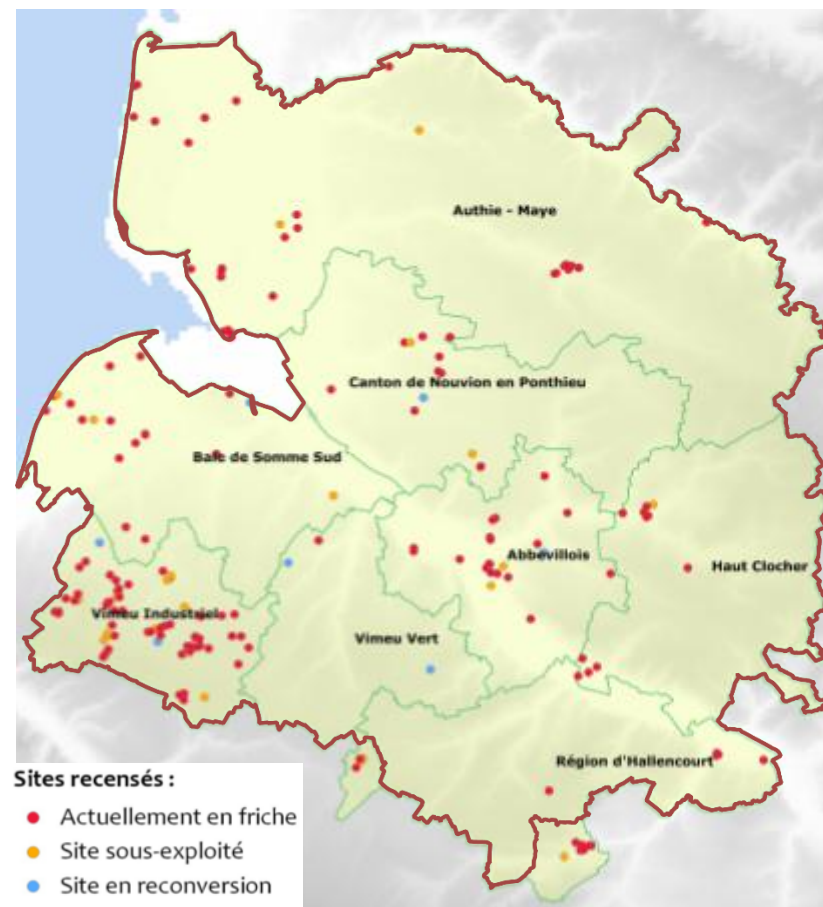 Authie - Maye
Canton de Nouvion en Ponthieu
Baie de Somme Sud
Abbevillois
Haut Clocher
Vimeu Industriel
Vimeu Vert
Région d'Hallencourt
Sites recensés :
Actuellement en friche
Site sous-exploité
Site en reconversion